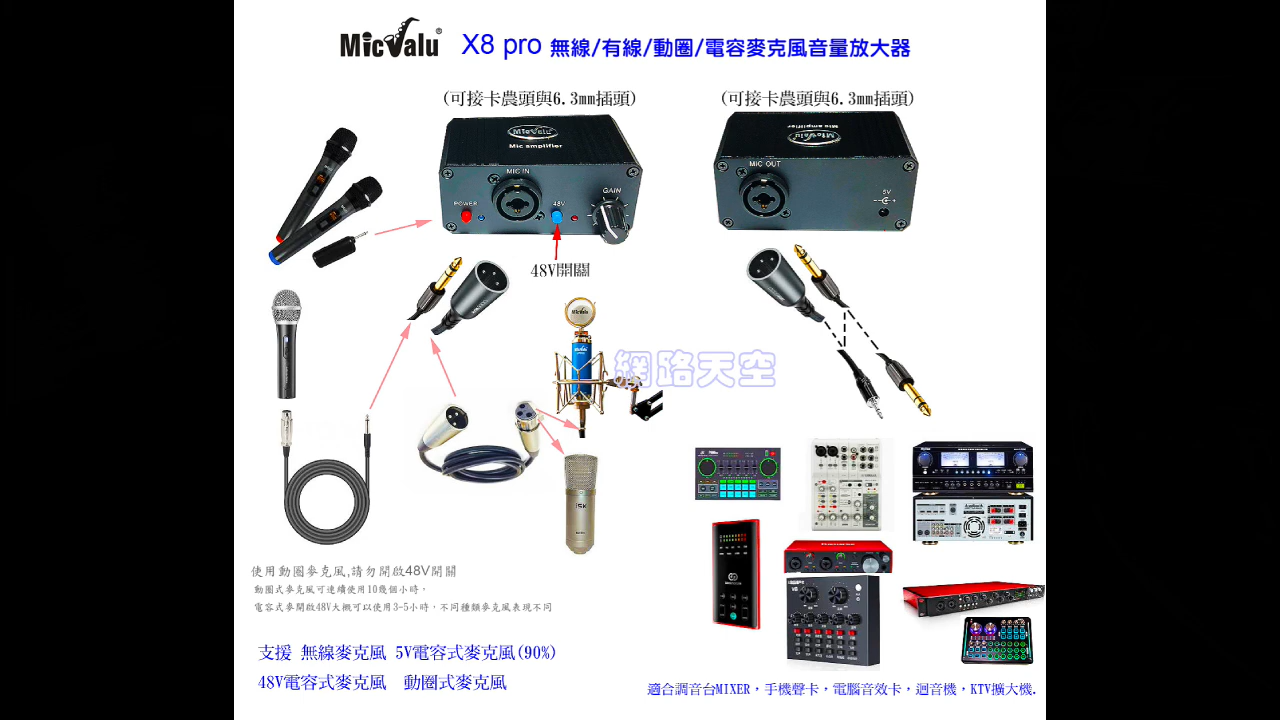 MicValu® X8 pro 無線/有線/動圈/電容麥克風音量放大器
(可接卡農頭與6.3mm插頭)
(可接卡農頭與6.3mm插頭)
MicValu
Mic amplifier
MIC IN
GAIN
POWER
48V
Mic amplifier
MicValu
MIC OUT
5V
48V開關
MicValu
網路天空
iSK
使用動圈麥克風,請勿開啟48V開關
動圈式麥克風可連續使用10幾個小時，
電容式麥開啟48V大概可以使用3-5小時，不同種類麥克風表現不同
支援 無線麥克風 5V電容式麥克風(90%)
48V電容式麥克風 動圈式麥克風
V8
適合調音台MIXER，手機聲卡，電腦音效卡，迴音機，KTV擴大機.